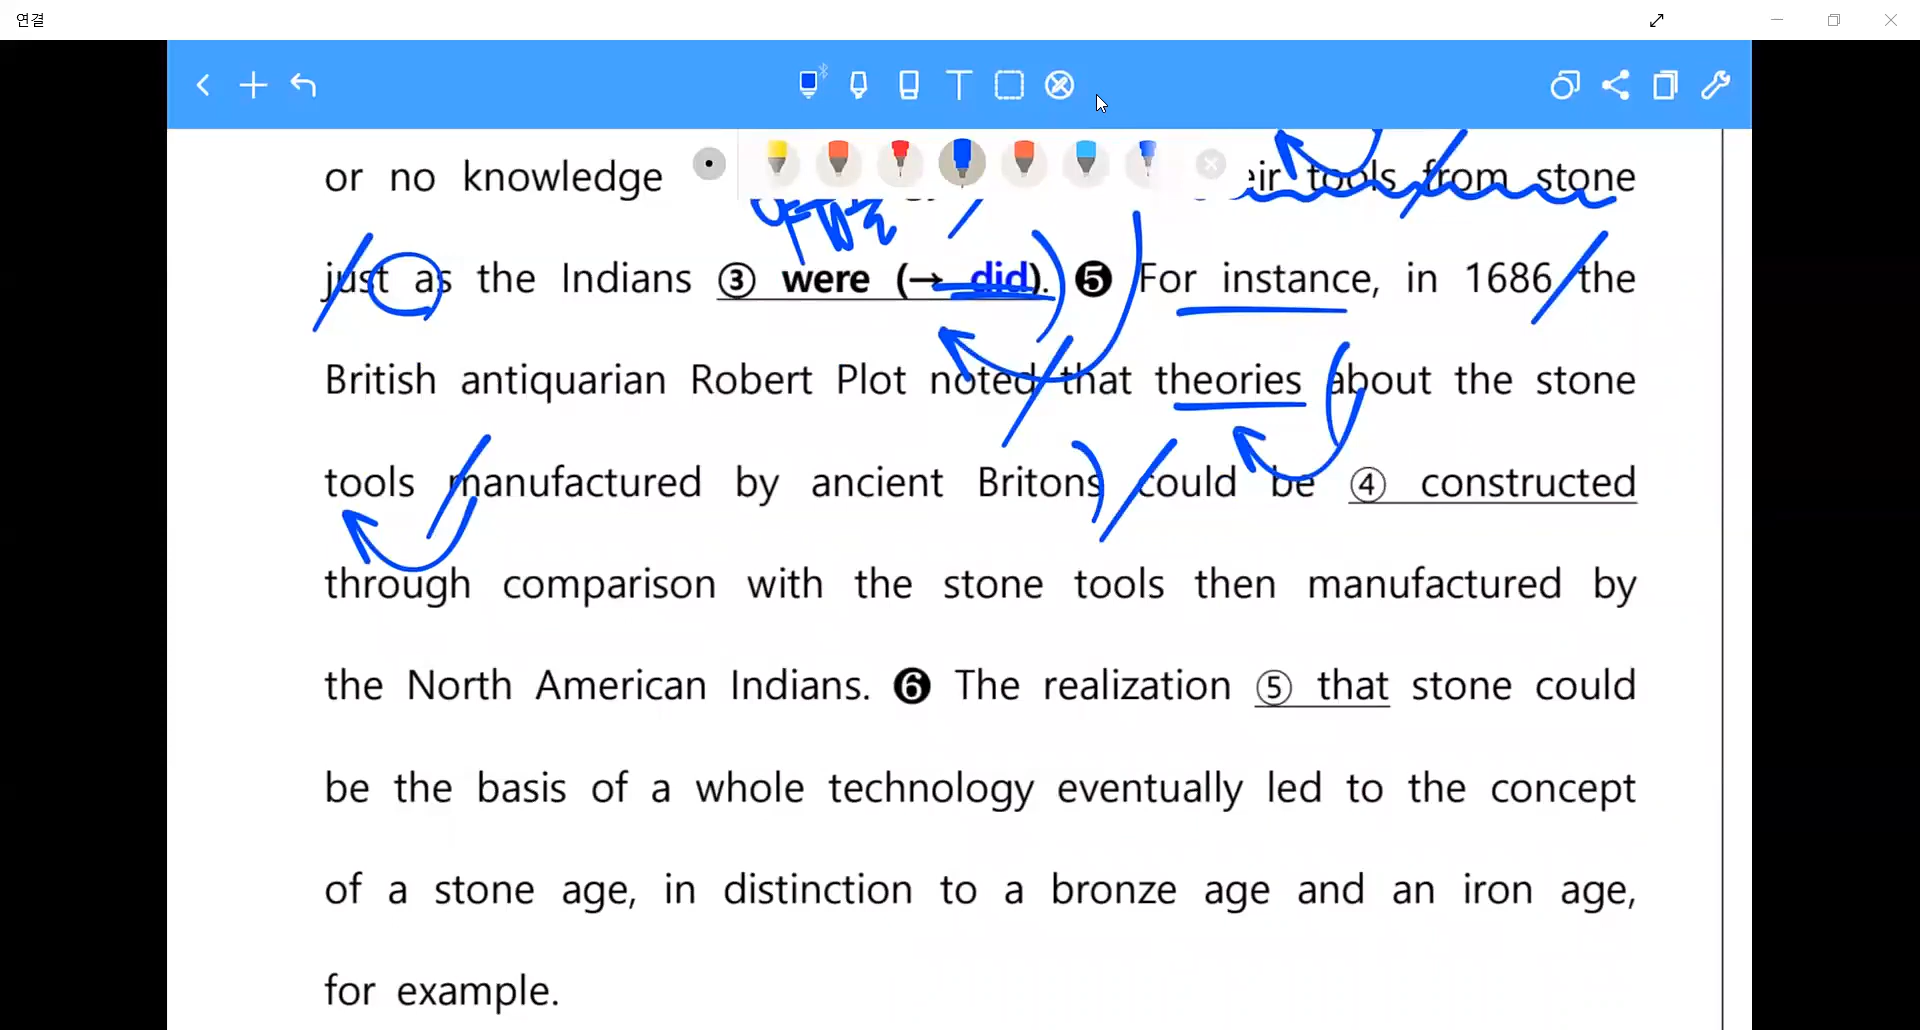 연결
or no knowledge eir tools from stone
just as the Indians ③ were (→ did). ❺ For instance, in 1686 the
British antiquarian Robert Plot noted that theories about the stone
tools manufactured by ancient Britons could be ④ constructed
through comparison with the stone tools then manufactured by
the North American Indians. ❻ The realization ⑤ that stone could
be the basis of a whole technology eventually led to the concept
of a stone age, in distinction to a bronze age and an iron age,
for example.